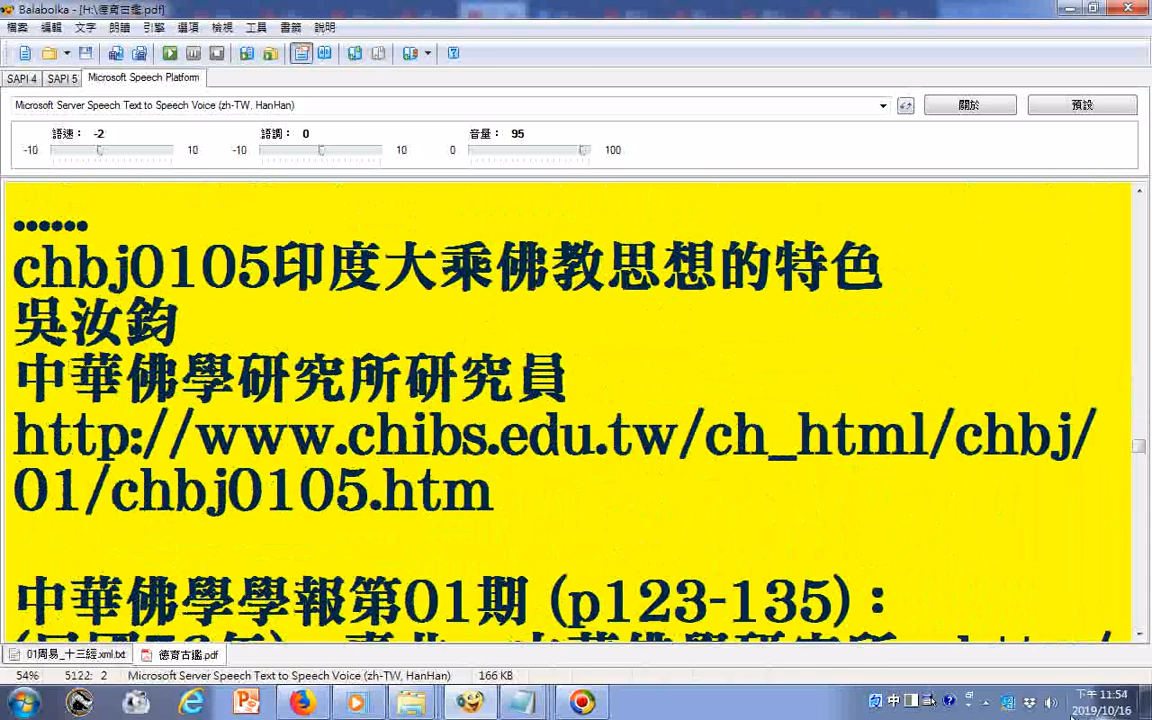 Balabolka - [H:\德育古鑑.pdf]
檔案 編輯 文字 朗讀 引擎 選項 檢視 工具 書籤 說明
SAPI 4 SAPI 5 Microsoft Speech Platform
Microsoft Server Speech Text to Speech Voice (zh-TW, HanHan) 關於 預設
語速： -2 語調： 0 音量： 95
-10 10 -10 10 0 100
••••••
chbj0105印度大乘佛教思想的特色
吳汝鈞
中華佛學研究所研究員
http://www.chibs.edu.tw/ch_html/chbj/
01/chbj0105.htm
中華佛學學報第01期 (p123-135)：
01周易_十三經.xml.txt 德育古鑑.pdf
54% 5122: 2 Microsoft Server Speech Text to Speech Voice (zh-TW, HanHan) 166 KB
中 下午 11:54
2019/10/16